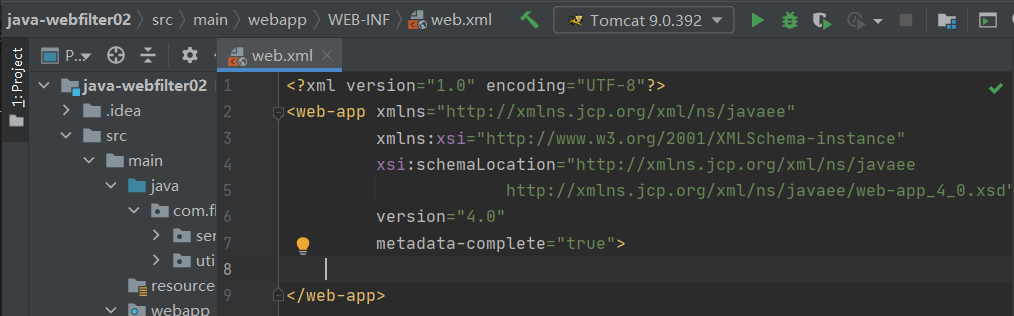 java-webfilter02 > src > main > webapp > WEB-INF > web.xml
Tomcat 9.0.392
1: Project
P...
web.xml
java-webfilter02
.idea
src
main
java
com.fl
ser
uti
resource
webapp
1 <?xml version="1.0" encoding="UTF-8"?>
2 <web-app xmlns="http://xmlns.jcp.org/xml/ns/javaee"
3 xmlns:xsi="http://www.w3.org/2001/XMLSchema-instance"
4 xsi:schemaLocation="http://xmlns.jcp.org/xml/ns/javaee
5 http://xmlns.jcp.org/xml/ns/javaee/web-app_4_0.xsd"
6 version="4.0"
7 metadata-complete="true">
8
9 </web-app>